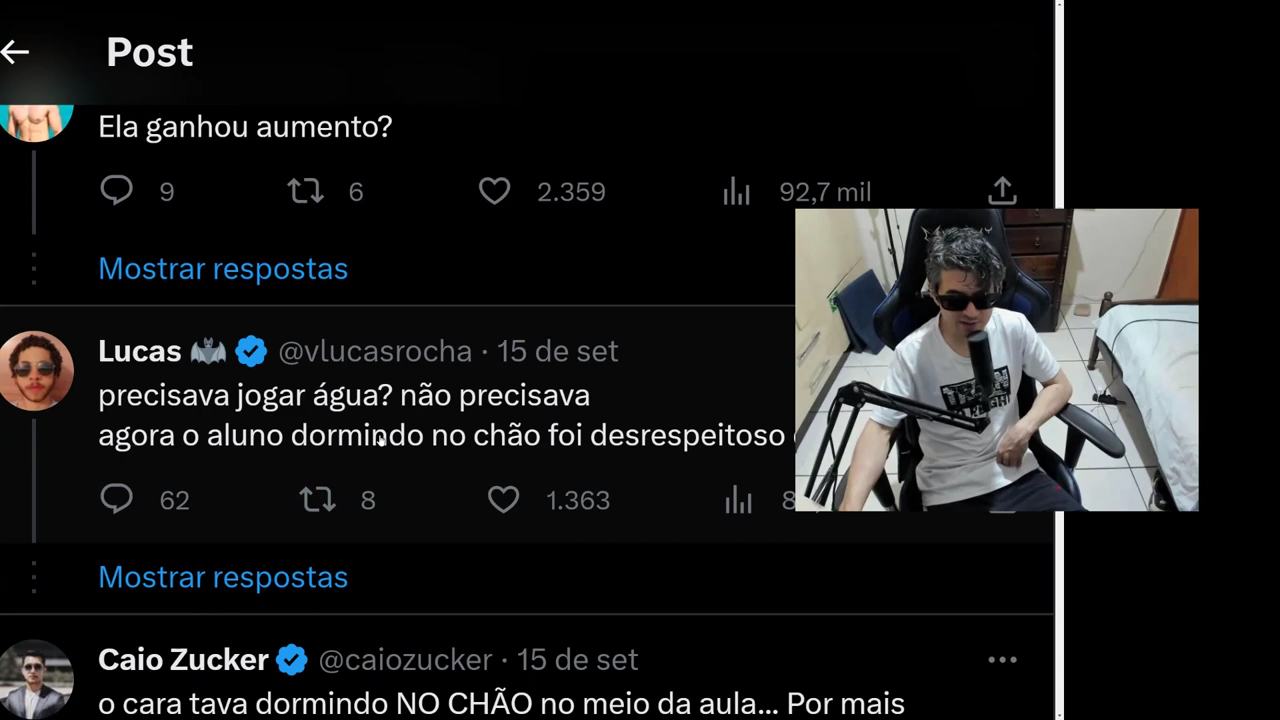 Post
Ela ganhou aumento?
9 6 2.359 92,7 mil
Mostrar respostas
Lucas @vlucasrocha · 15 de set
precisava jogar água? não precisava
agora o aluno dormindo no chão foi desrespeitoso
62 8 1.363 8
Mostrar respostas
Caio Zucker @caiozucker · 15 de set
o cara tava dormindo NO CHÃO no meio da aula... Por mais